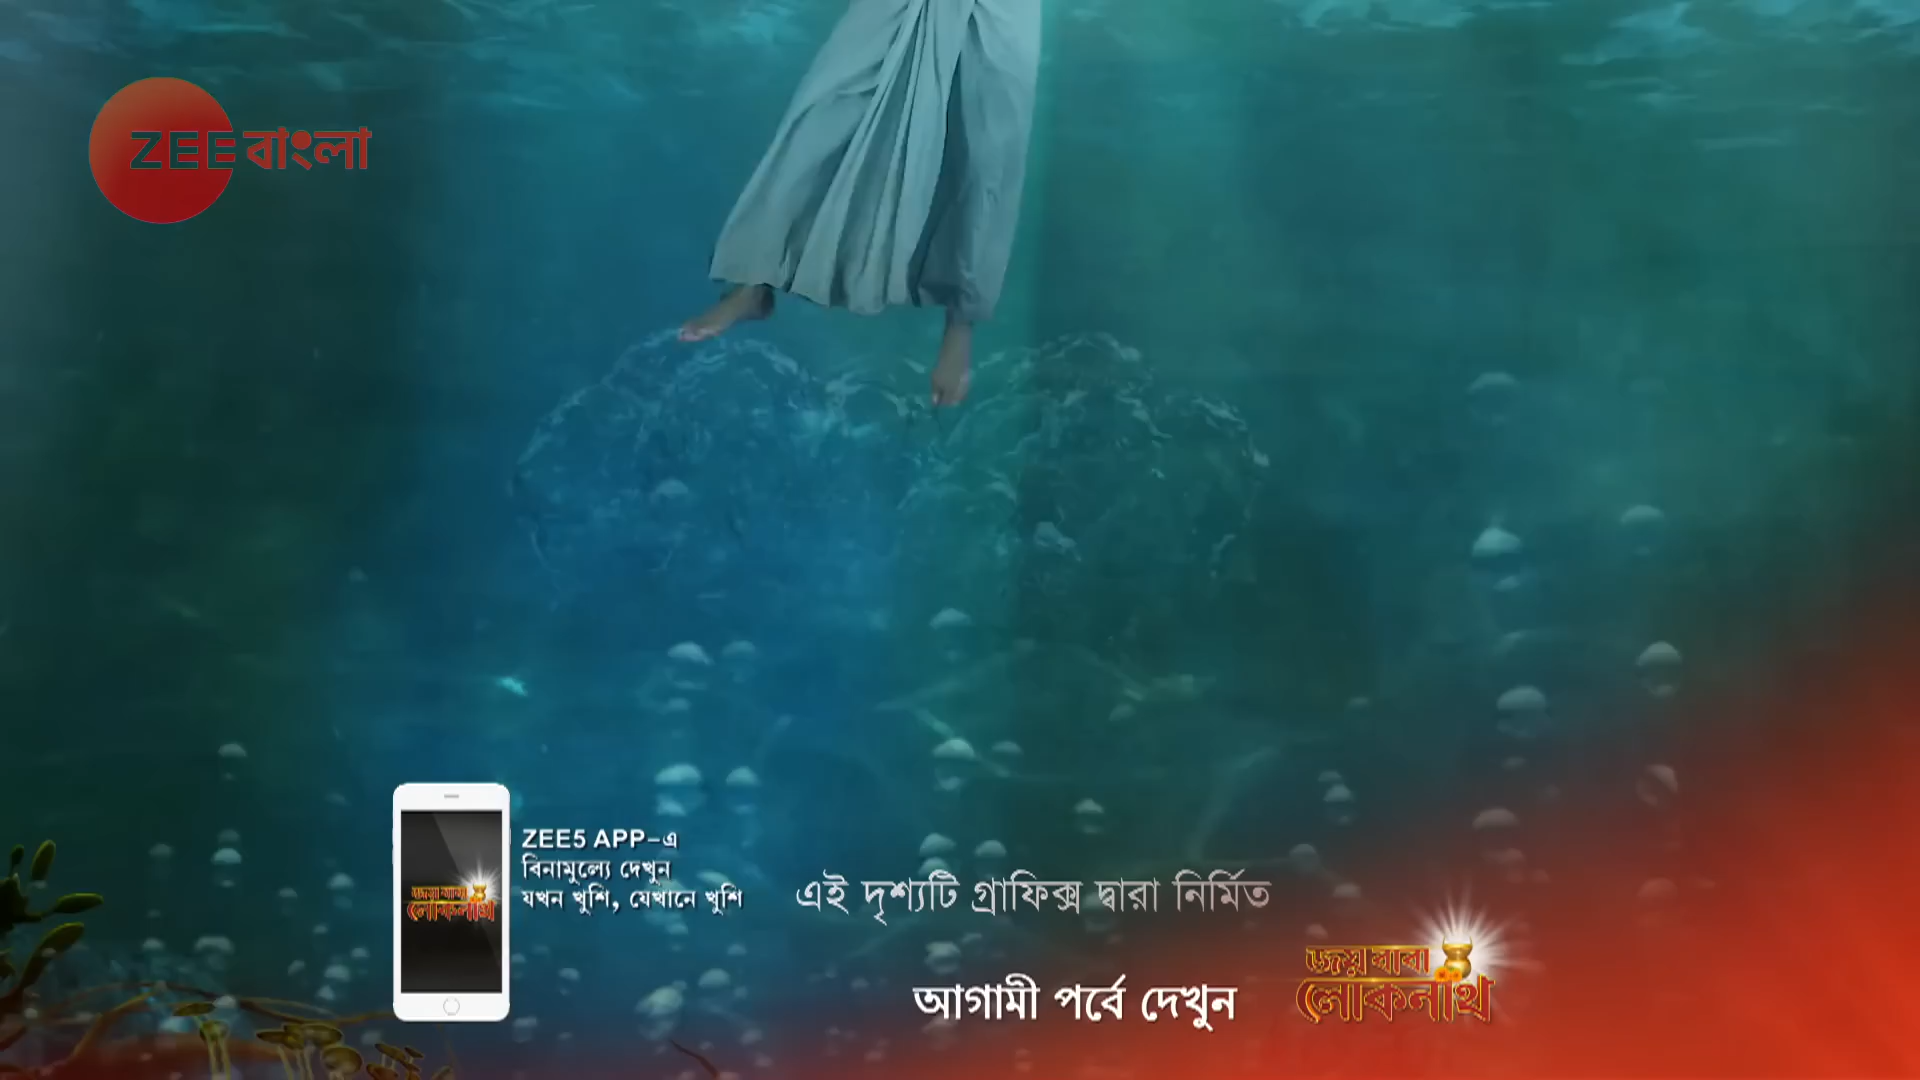 ZEE বাংলা
ZEE5 APP-এ
বিনামূল্যে দেখুন
যখন খুশি, যেখানে খুশি
জয় বাবা
লোকনাথ
এই দৃশ্যটি গ্রাফিক্স দ্বারা নির্মিত
আগামী পর্বে দেখুন
জয় বাবা
লোকনাথ